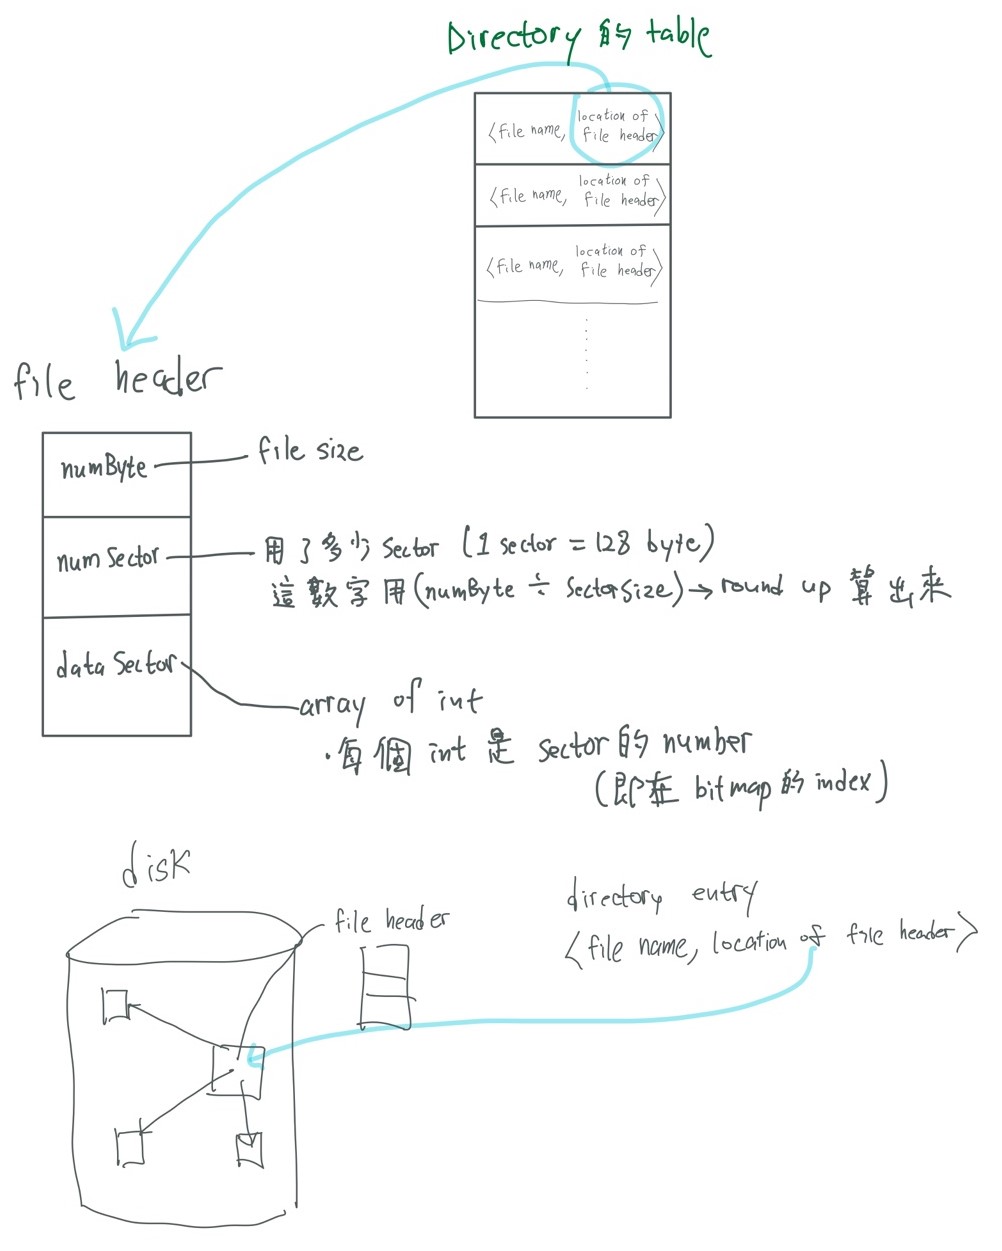 Directory 的 table
<file name, location of file header>
<file name, location of file header>
<file name, location of file header>
file header
numByte
file size
num Sector
用了多少 Sector (1 sector = 128 byte)
這數字用(numByte ÷ SectorSize) → round up 算出來
data Sector
array of int
·每個 int 是 sector 的 number
(即在 bitmap 的 index)
disk
file header
directory entry
<file name, location of file header>